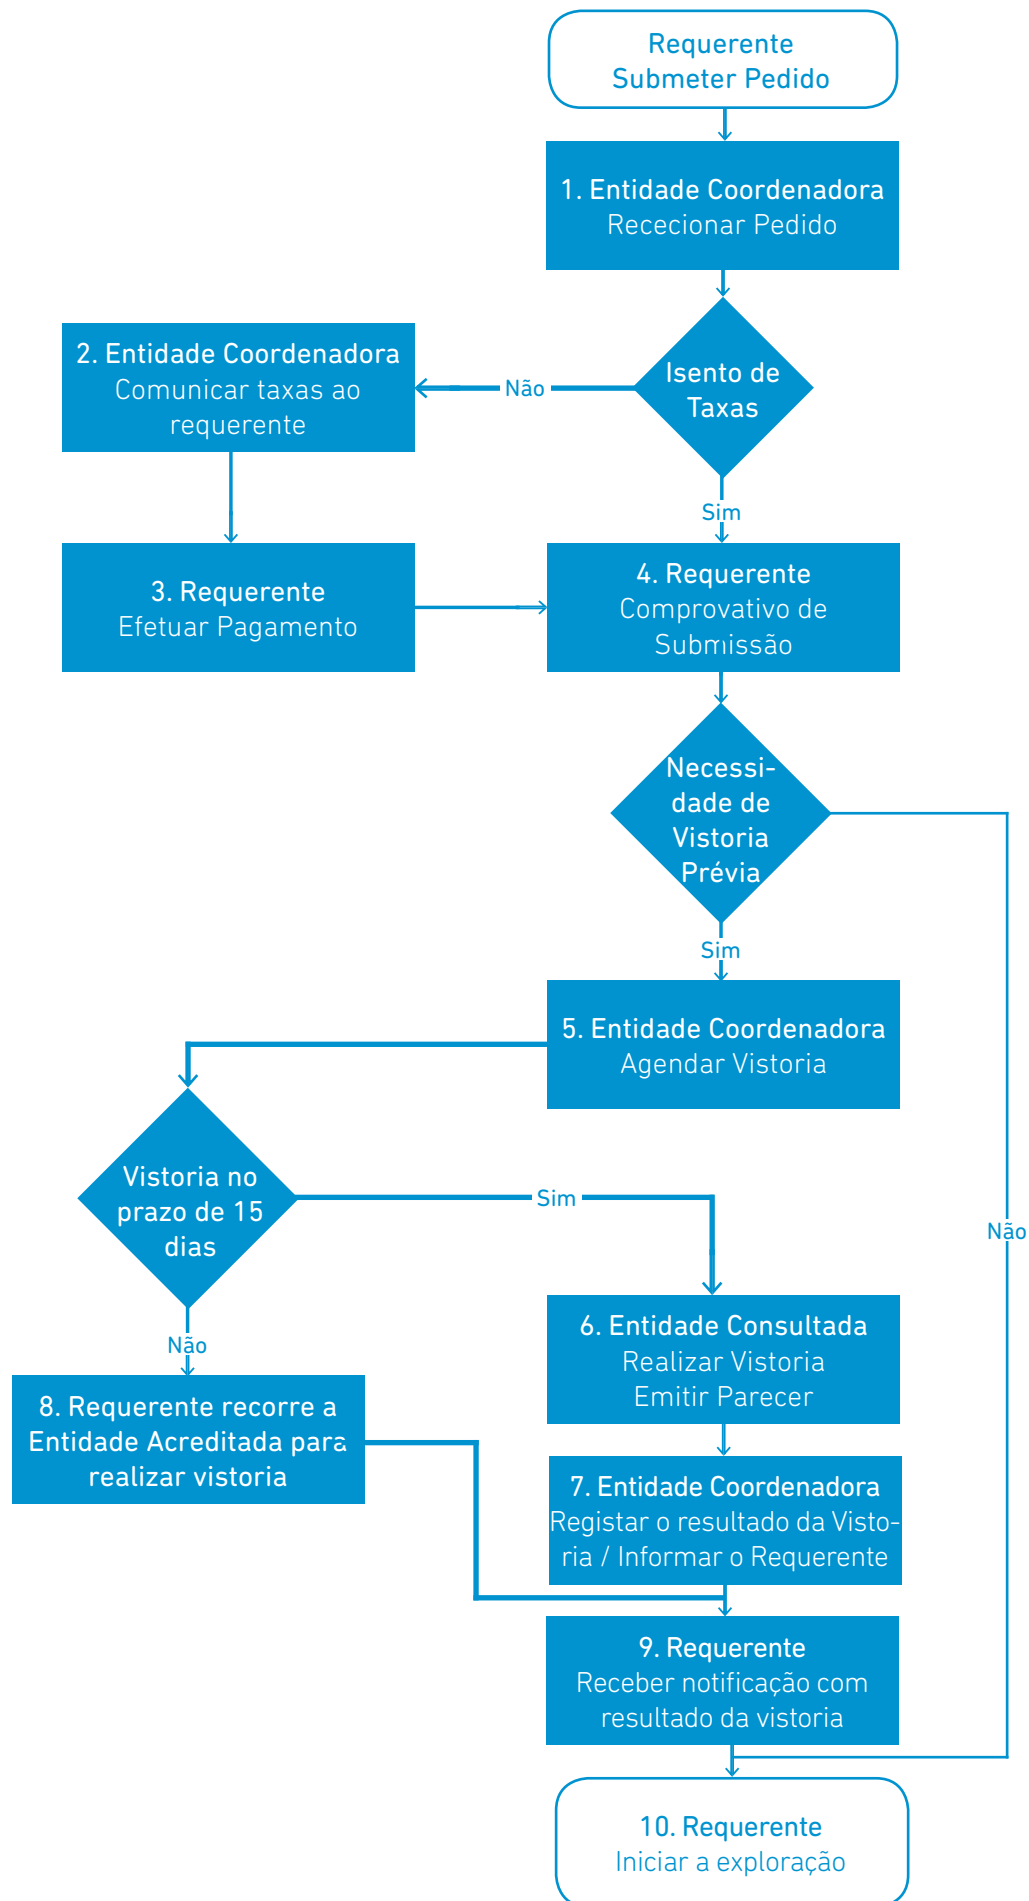 Requerente
Submeter Pedido
1. Entidade Coordenadora
Rececionar Pedido
Isento de
Taxas
Não
2. Entidade Coordenadora
Comunicar taxas ao
requerente
Sim
3. Requerente
Efetuar Pagamento
4. Requerente
Comprovativo de
Submissão
Necessi-
dade de
Vistoria
Prévia
Sim
Não
5. Entidade Coordenadora
Agendar Vistoria
Vistoria no
prazo de 15
dias
Sim
Não
6. Entidade Consultada
Realizar Vistoria
Emitir Parecer
8. Requerente recorre a
Entidade Acreditada para
realizar vistoria
7. Entidade Coordenadora
Registar o resultado da Visto-
ria / Informar o Requerente
9. Requerente
Receber notificação com
resultado da vistoria
10. Requerente
Iniciar a exploração